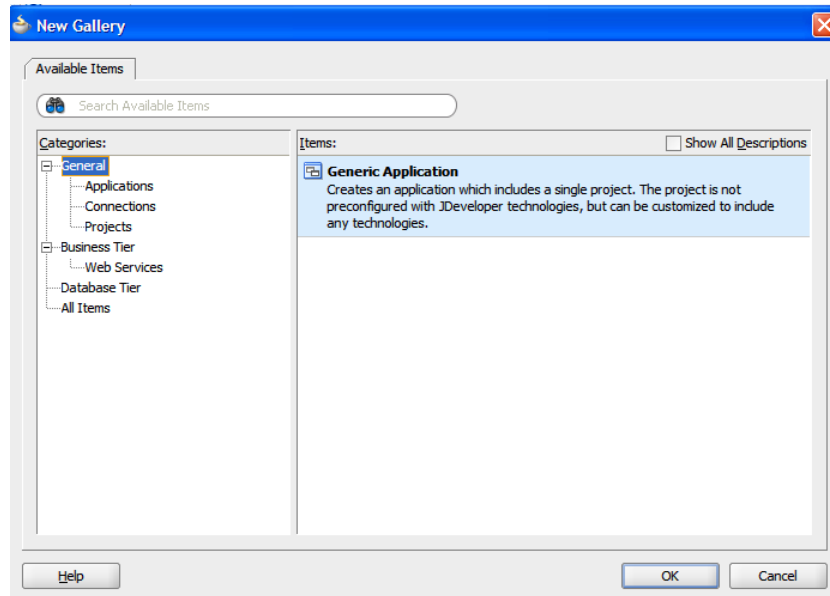 New Gallery
Available Items
Search Available Items
Categories:
General
Applications
Connections
Projects
Business Tier
Web Services
Database Tier
All Items
Items:
Show All Descriptions
Generic Application
Creates an application which includes a single project. The project is not
preconfigured with JDeveloper technologies, but can be customized to include
any technologies.
Help
OK
Cancel